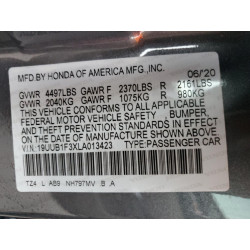 MFD.BY HONDA OF AMERICA MFG.,INC. 06/20
GVWR 4497LBS GAWR F 2370LBS R 2161LBS
GVWR 2040KG GAWR F 1075KG R 980KG
THIS VEHICLE CONFORMS TO ALL APPLICABLE
FEDERAL MOTOR VEHICLE SAFETY , BUMPER,
AND THEFT PREVENTION STANDARDS IN EFFECT
ON THE DATE OF MANUFACTURE SHOWN ABOVE.
V.I.N. 19UUB1F3XLA013423 TYPE:PASSENGER CAR
TZ4 L AB9 NH797MV B A